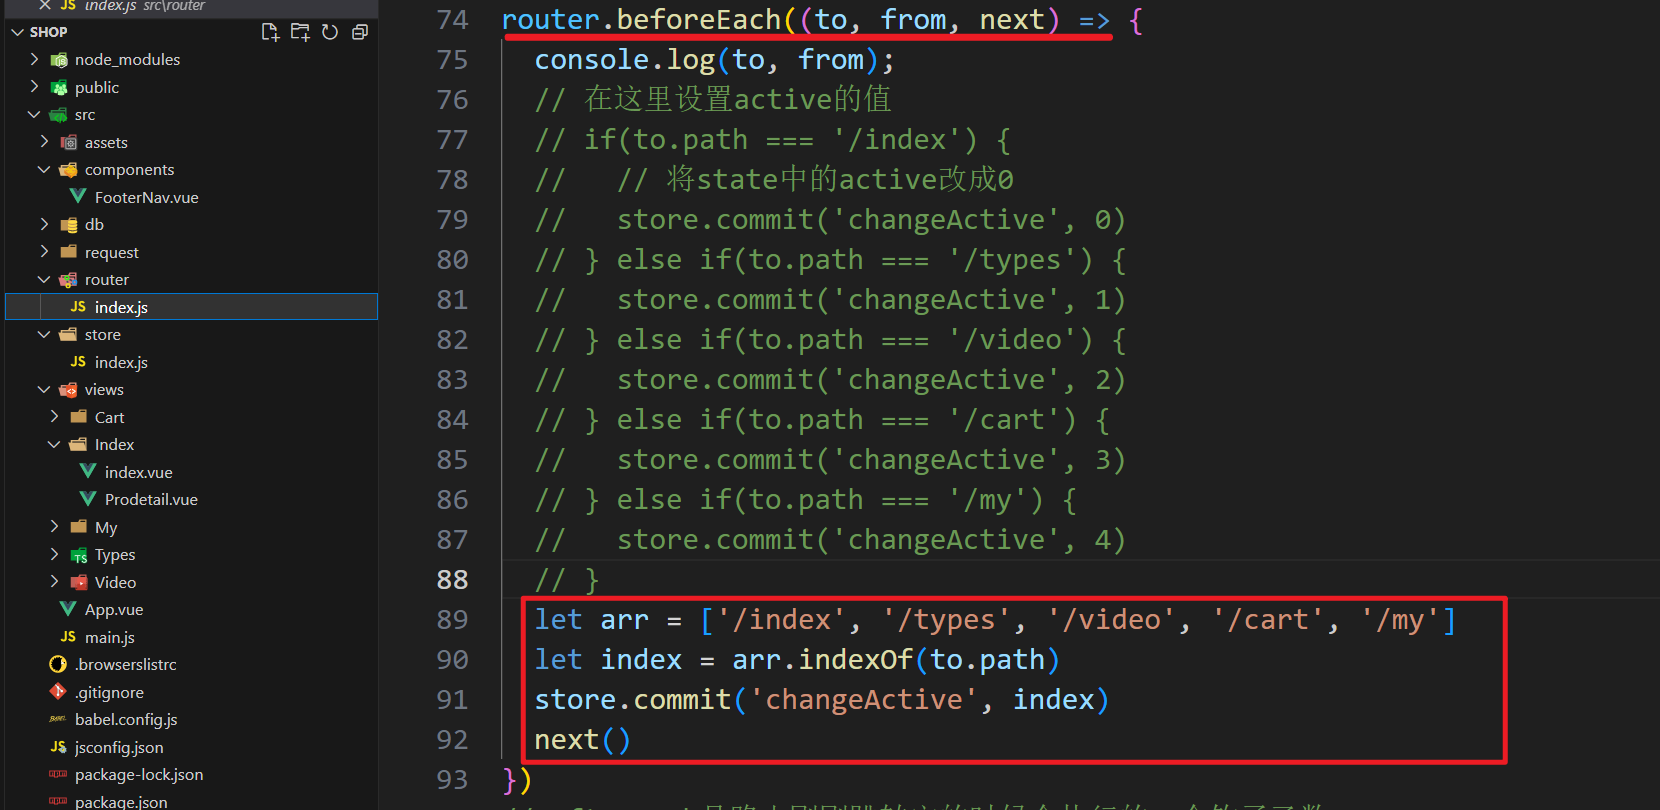 index.js src\router
SHOP
node_modules
public
src
assets
components
FooterNav.vue
db
request
router
JS index.js
store
JS index.js
views
Cart
Index
index.vue
Prodetail.vue
My
Types
Video
App.vue
JS main.js
.browserslistrc
.gitignore
babel.config.js
jsconfig.json
package-lock.json
package.json
74 router.beforeEach((to, from, next) => {
75 console.log(to, from);
76 // 在这里设置active的值
77 // if(to.path === '/index') {
78 // // 将state中的active改成0
79 // store.commit('changeActive', 0)
80 // } else if(to.path === '/types') {
81 // store.commit('changeActive', 1)
82 // } else if(to.path === '/video') {
83 // store.commit('changeActive', 2)
84 // } else if(to.path === '/cart') {
85 // store.commit('changeActive', 3)
86 // } else if(to.path === '/my') {
87 // store.commit('changeActive', 4)
88 // }
89 let arr = ['/index', '/types', '/video', '/cart', '/my']
90 let index = arr.indexOf(to.path)
91 store.commit('changeActive', index)
92 next()
93 })